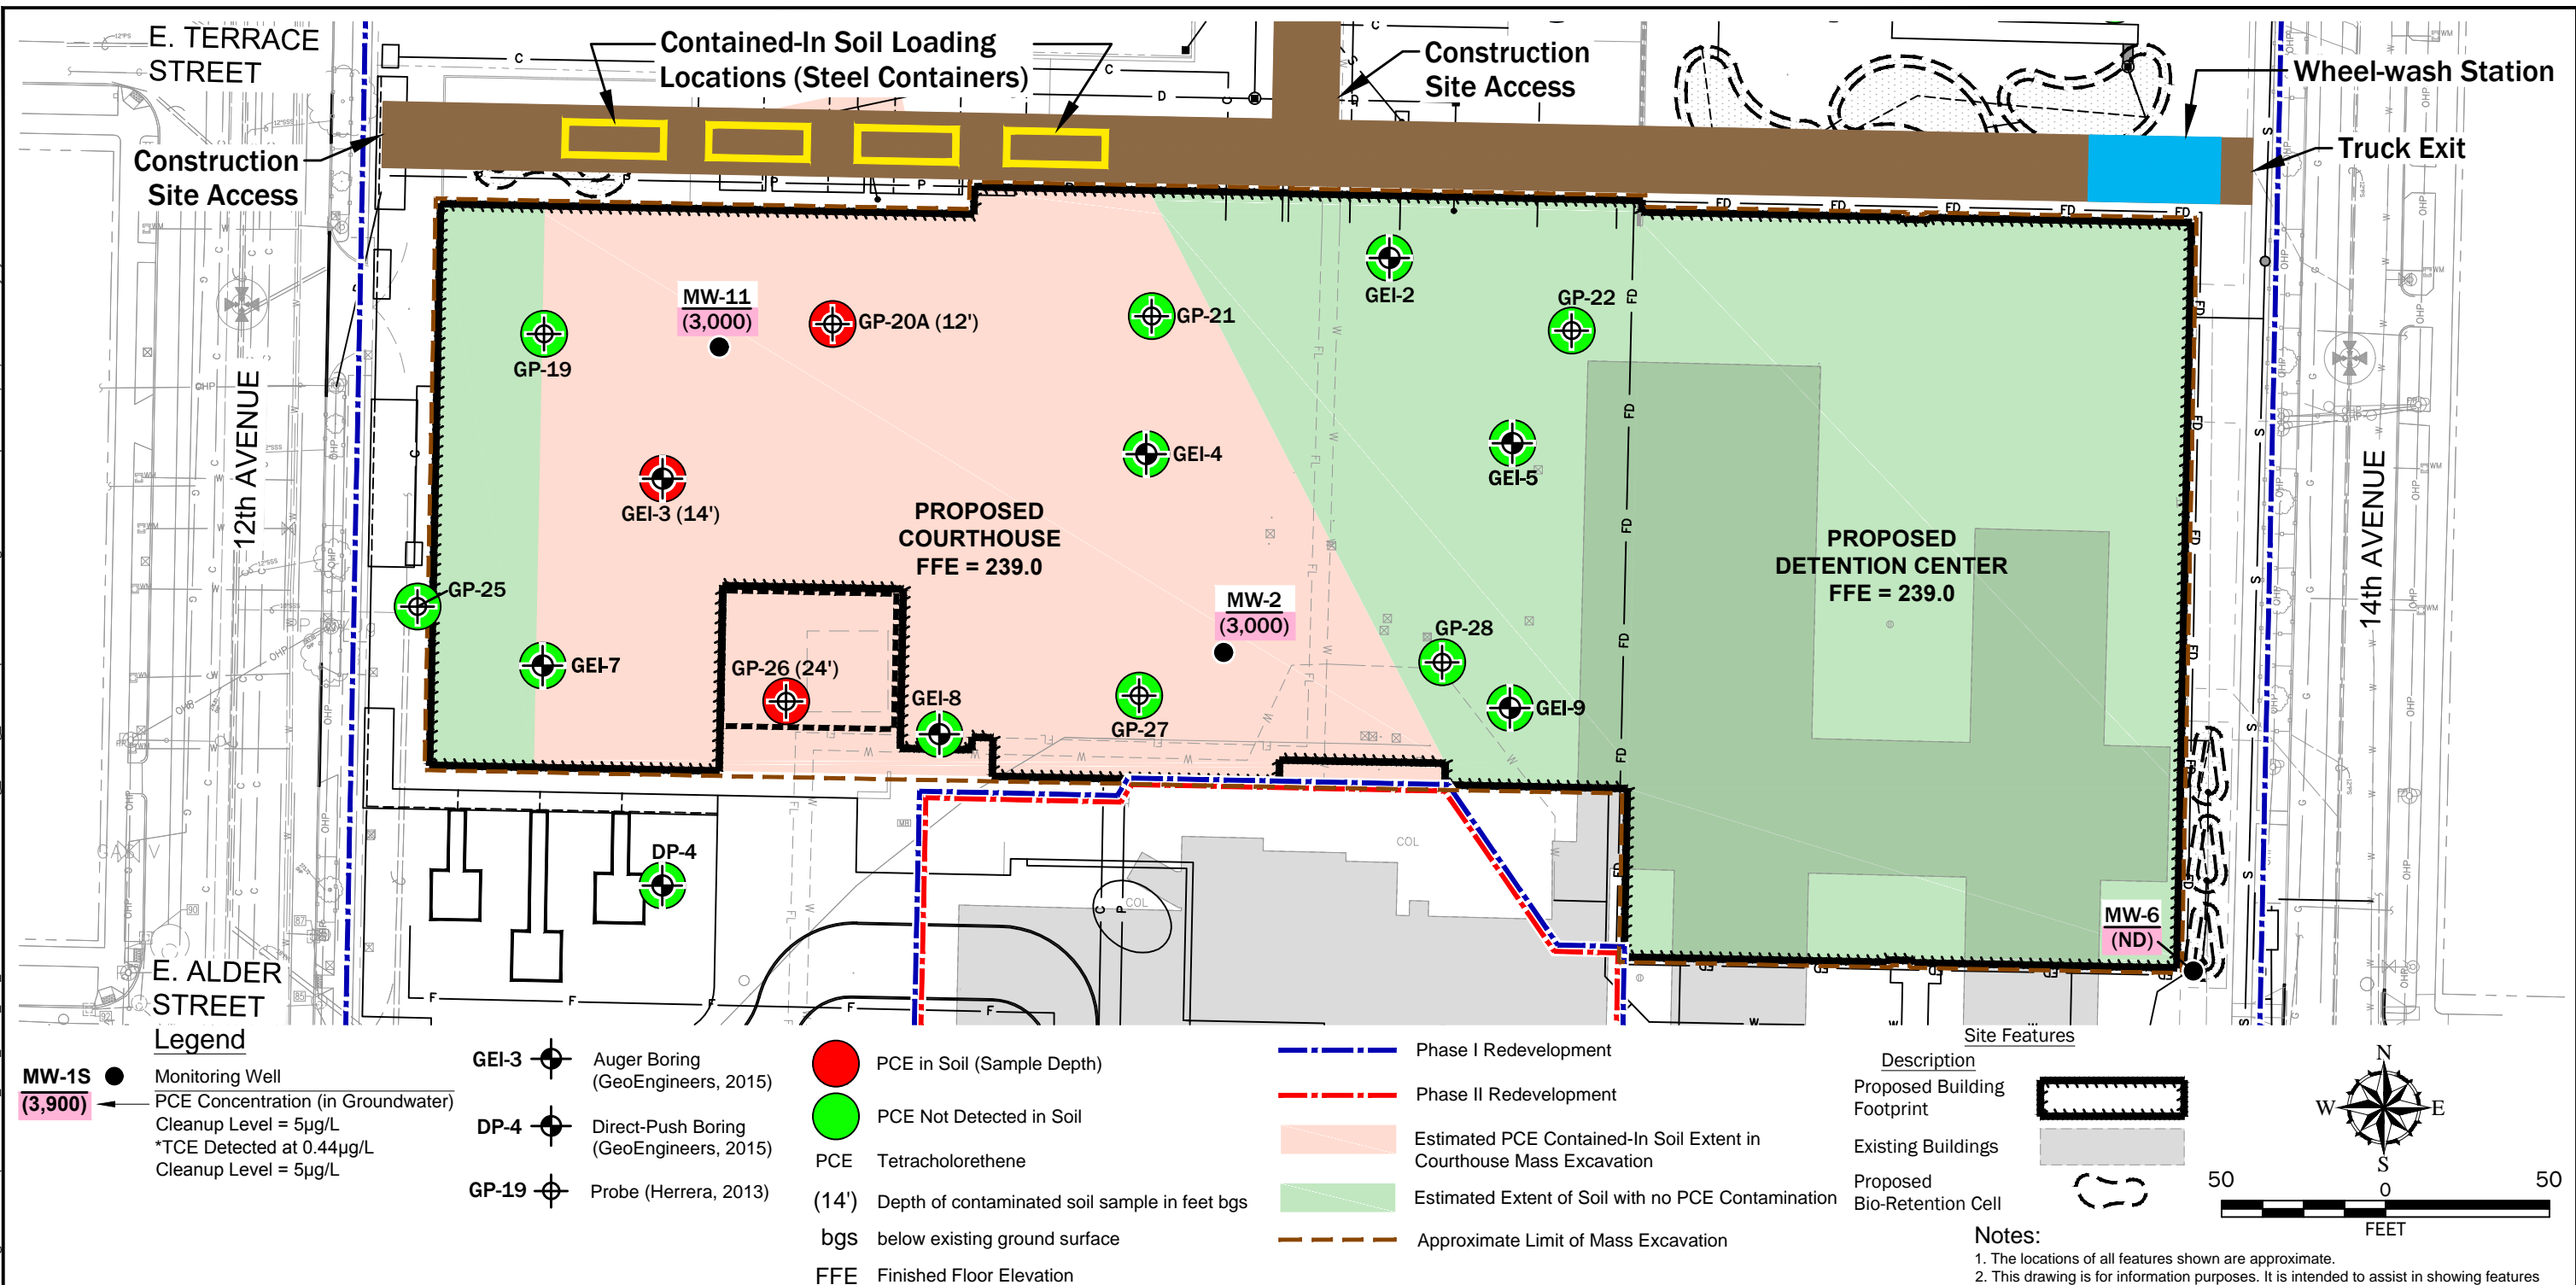 E. TERRACE
STREET
Contained-In Soil Loading
Locations (Steel Containers)
Construction
Site Access
Wheel-wash Station
Construction
Site Access
Truck Exit
MW-11
(3,000)
GP-20A (12')
GP-21
GEI-2
GP-22
GP-19
12th AVENUE
GEI-3 (14')
GEI-4
GEI-5
14th AVENUE
PROPOSED
COURTHOUSE
FFE = 239.0
PROPOSED
DETENTION CENTER
FFE = 239.0
GP-25
MW-2
(3,000)
GP-28
GEI-7
GP-26 (24')
GEI-8
GP-27
GEI-9
DP-4
COL
COL
MW-6
(ND)
E. ALDER
STREET
Legend
MW-1S
Monitoring Well
(3,900)
PCE Concentration (in Groundwater)
Cleanup Level = 5µg/L
*TCE Detected at 0.44µg/L
Cleanup Level = 5µg/L
GEI-3
Auger Boring
(GeoEngineers, 2015)
DP-4
Direct-Push Boring
(GeoEngineers, 2015)
GP-19
Probe (Herrera, 2013)
PCE in Soil (Sample Depth)
PCE Not Detected in Soil
PCE Tetracholorethene
(14') Depth of contaminated soil sample in feet bgs
bgs below existing ground surface
FFE Finished Floor Elevation
Phase I Redevelopment
Phase II Redevelopment
Estimated PCE Contained-In Soil Extent in
Courthouse Mass Excavation
Estimated Extent of Soil with no PCE Contamination
Approximate Limit of Mass Excavation
Site Features
Description
Proposed Building
Footprint
Existing Buildings
Proposed
Bio-Retention Cell
N
W E
S
50 0 50
FEET
Notes:
1. The locations of all features shown are approximate.
2. This drawing is for information purposes. It is intended to assist in showing features